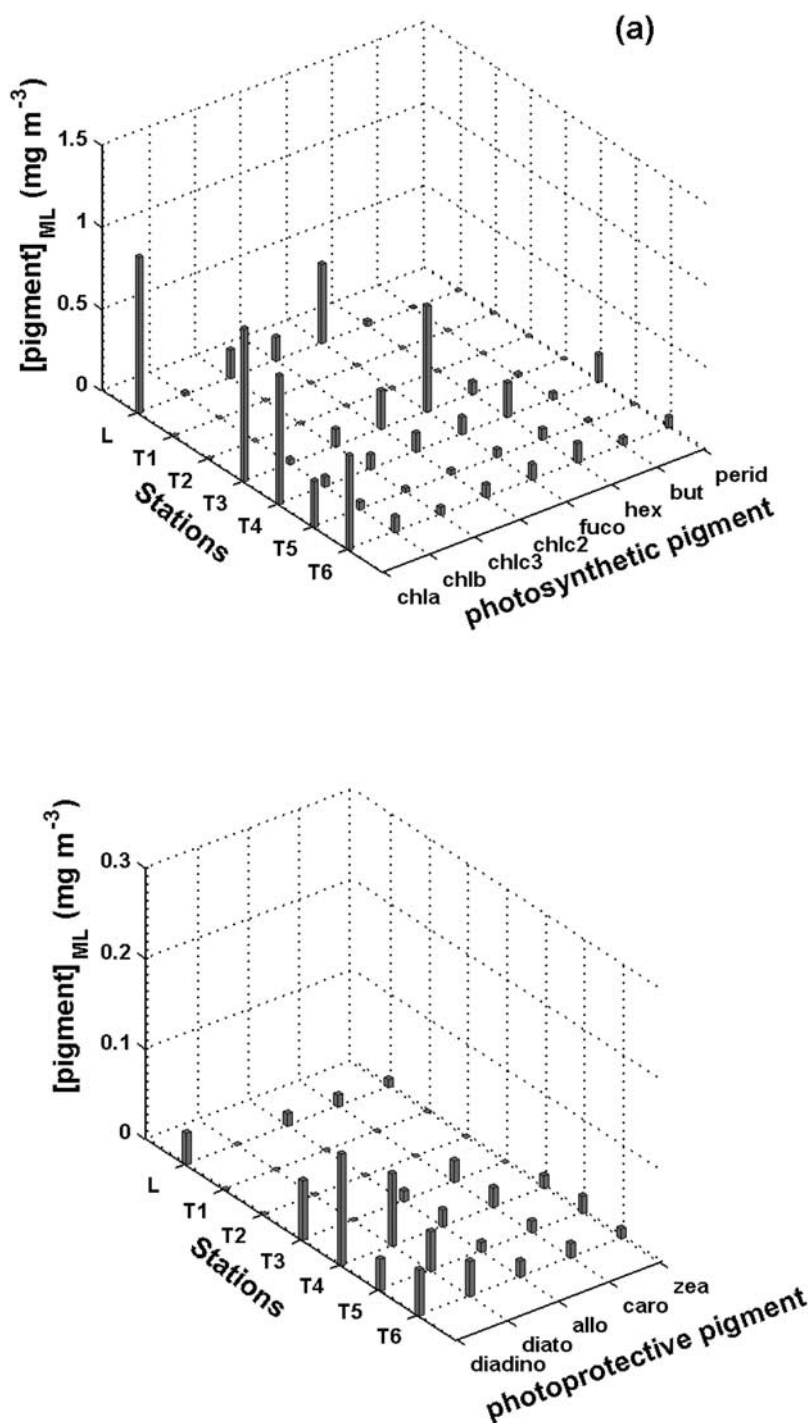 (a)
[pigment]ML (mg m-3)
1.5
1
0.5
0
L
T1
T2
T3
T4
T5
T6
Stations
chla
chlb
chlc3
chlc2
fuco
hex
but
perid
photosynthetic pigment
[pigment]ML (mg m-3)
0.3
0.2
0.1
0
L
T1
T2
T3
T4
T5
T6
Stations
diadino
diato
allo
caro
zea
photoprotective pigment